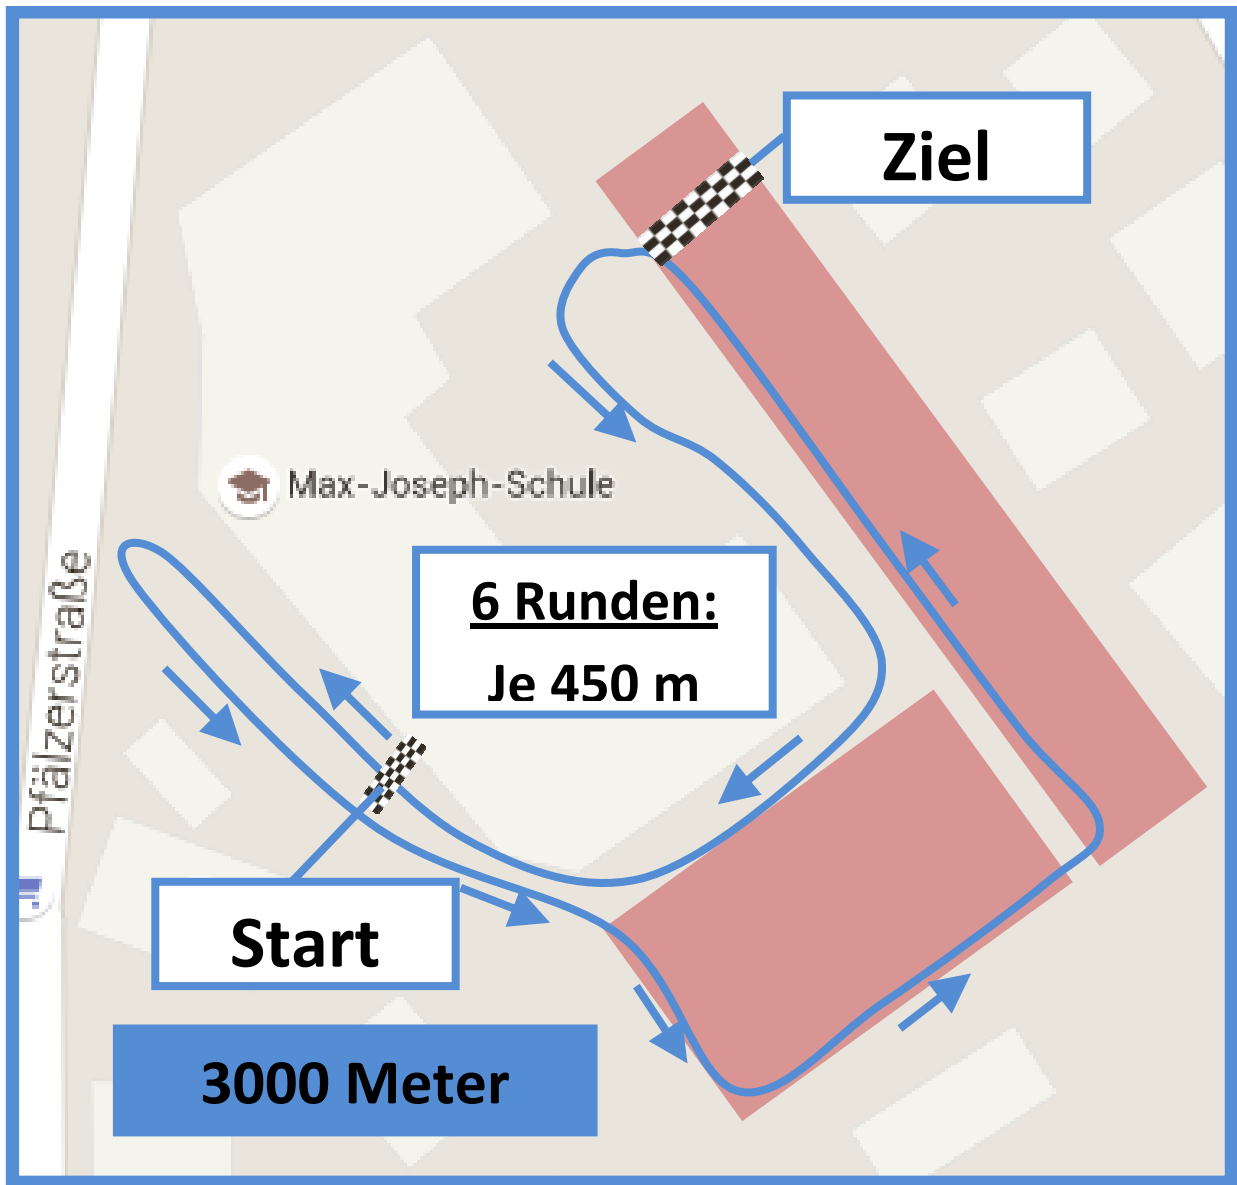 Ziel
Max-Joseph-Schule
6 Runden:
Je 450 m
Pfälzerstraße
Start
3000 Meter